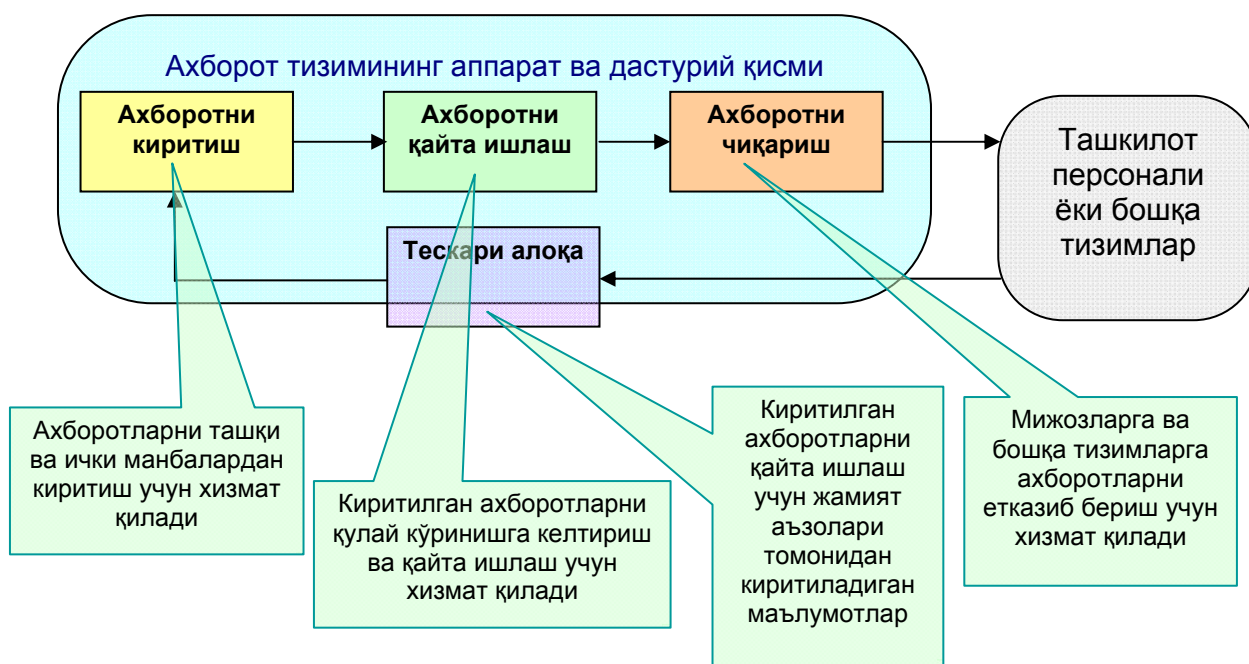 Ахборот тизимининг аппарат ва дастурий қисми
Ахборотни
киритиш
Ахборотни
қайта ишлаш
Ахборотни
чиқариш
Ташкилот
персонали
ёки бошқа
тизимлар
Тескари алоқа
Ахборотларни ташқи
ва ички манбалардан
киритиш учун хизмат
қилади
Киритилган ахборотларни
қулай кўринишга келтириш
ва қайта ишлаш учун
хизмат қилади
Киритилган
ахборотларни
қайта ишлаш
учун жамият
аъзолари
томонидан
киритиладиган
маълумотлар
Мижозларга ва
бошқа тизимларга
ахборотларни
етказиб бериш учун
хизмат қилади